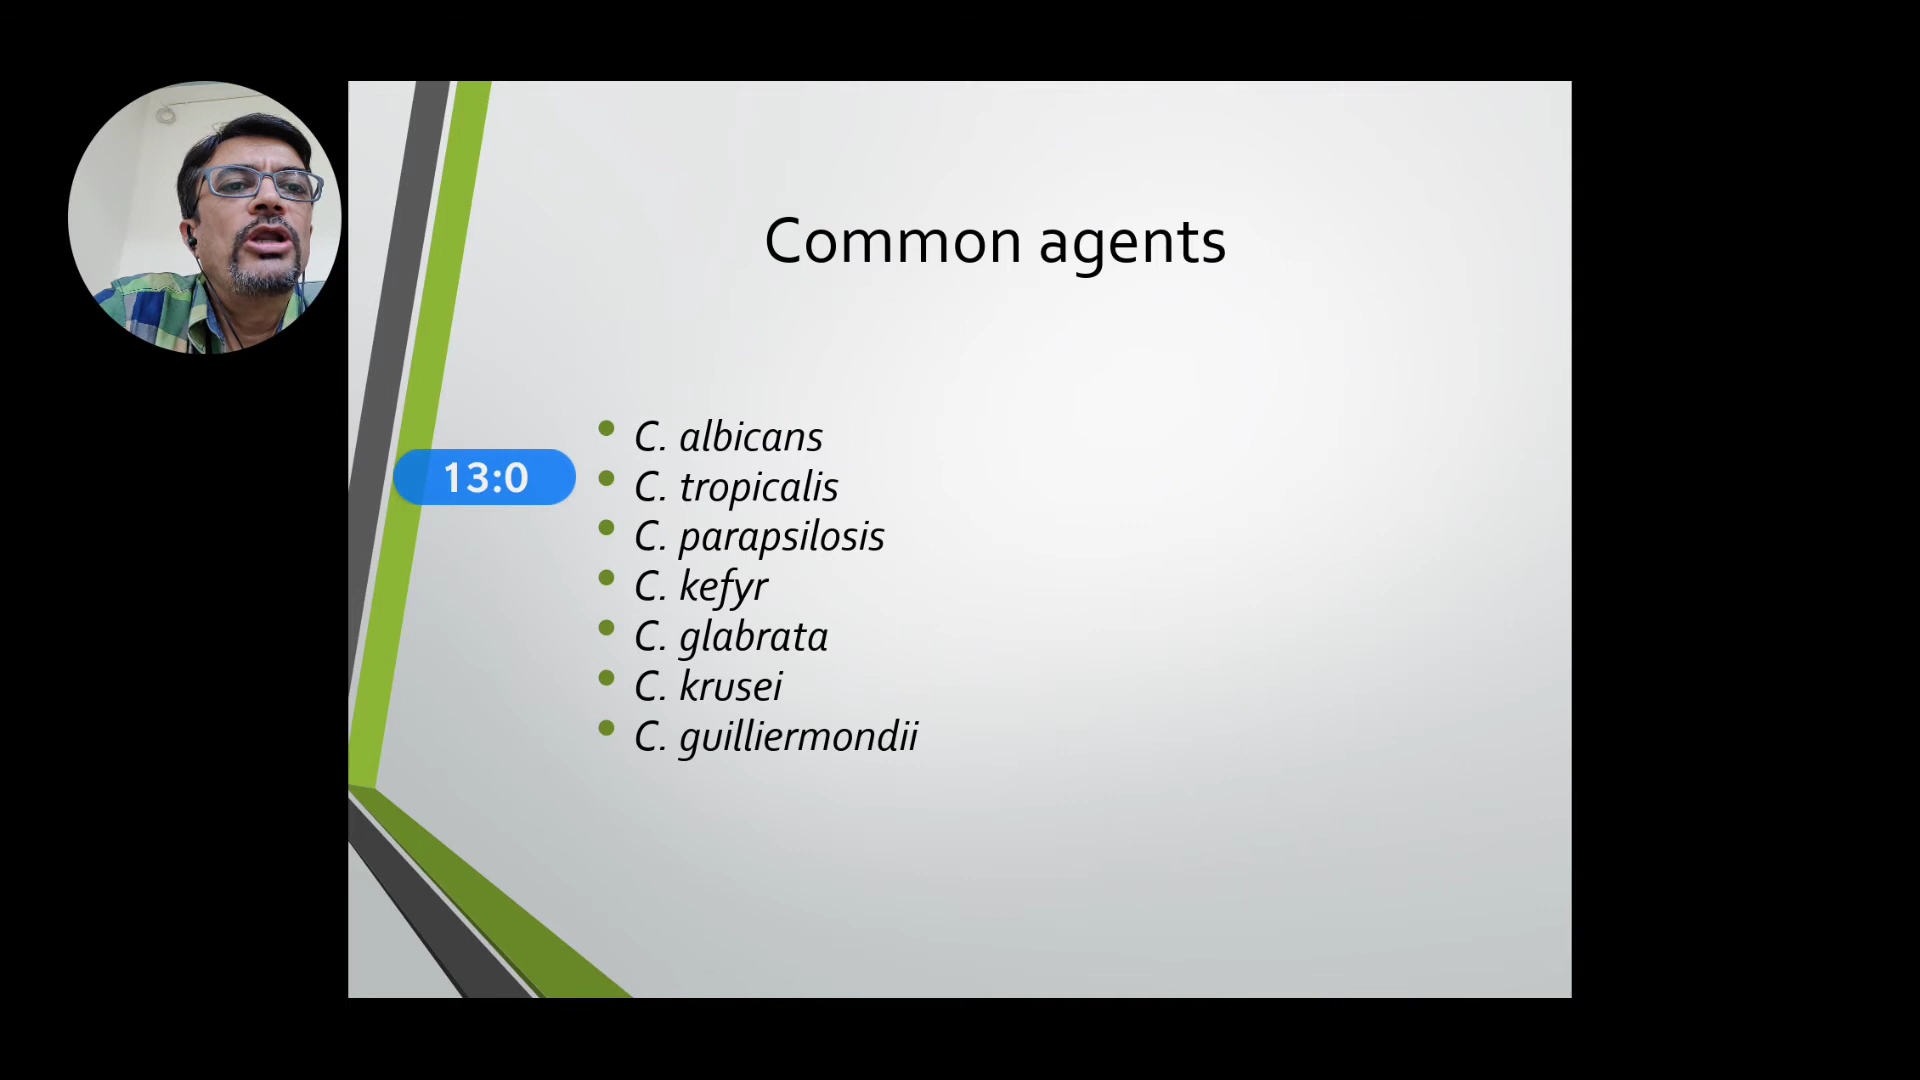 Common agents
C. albicans
13:0
C. tropicalis
C. parapsilosis
C. kefyr
C. glabrata
C. krusei
C. guilliermondii